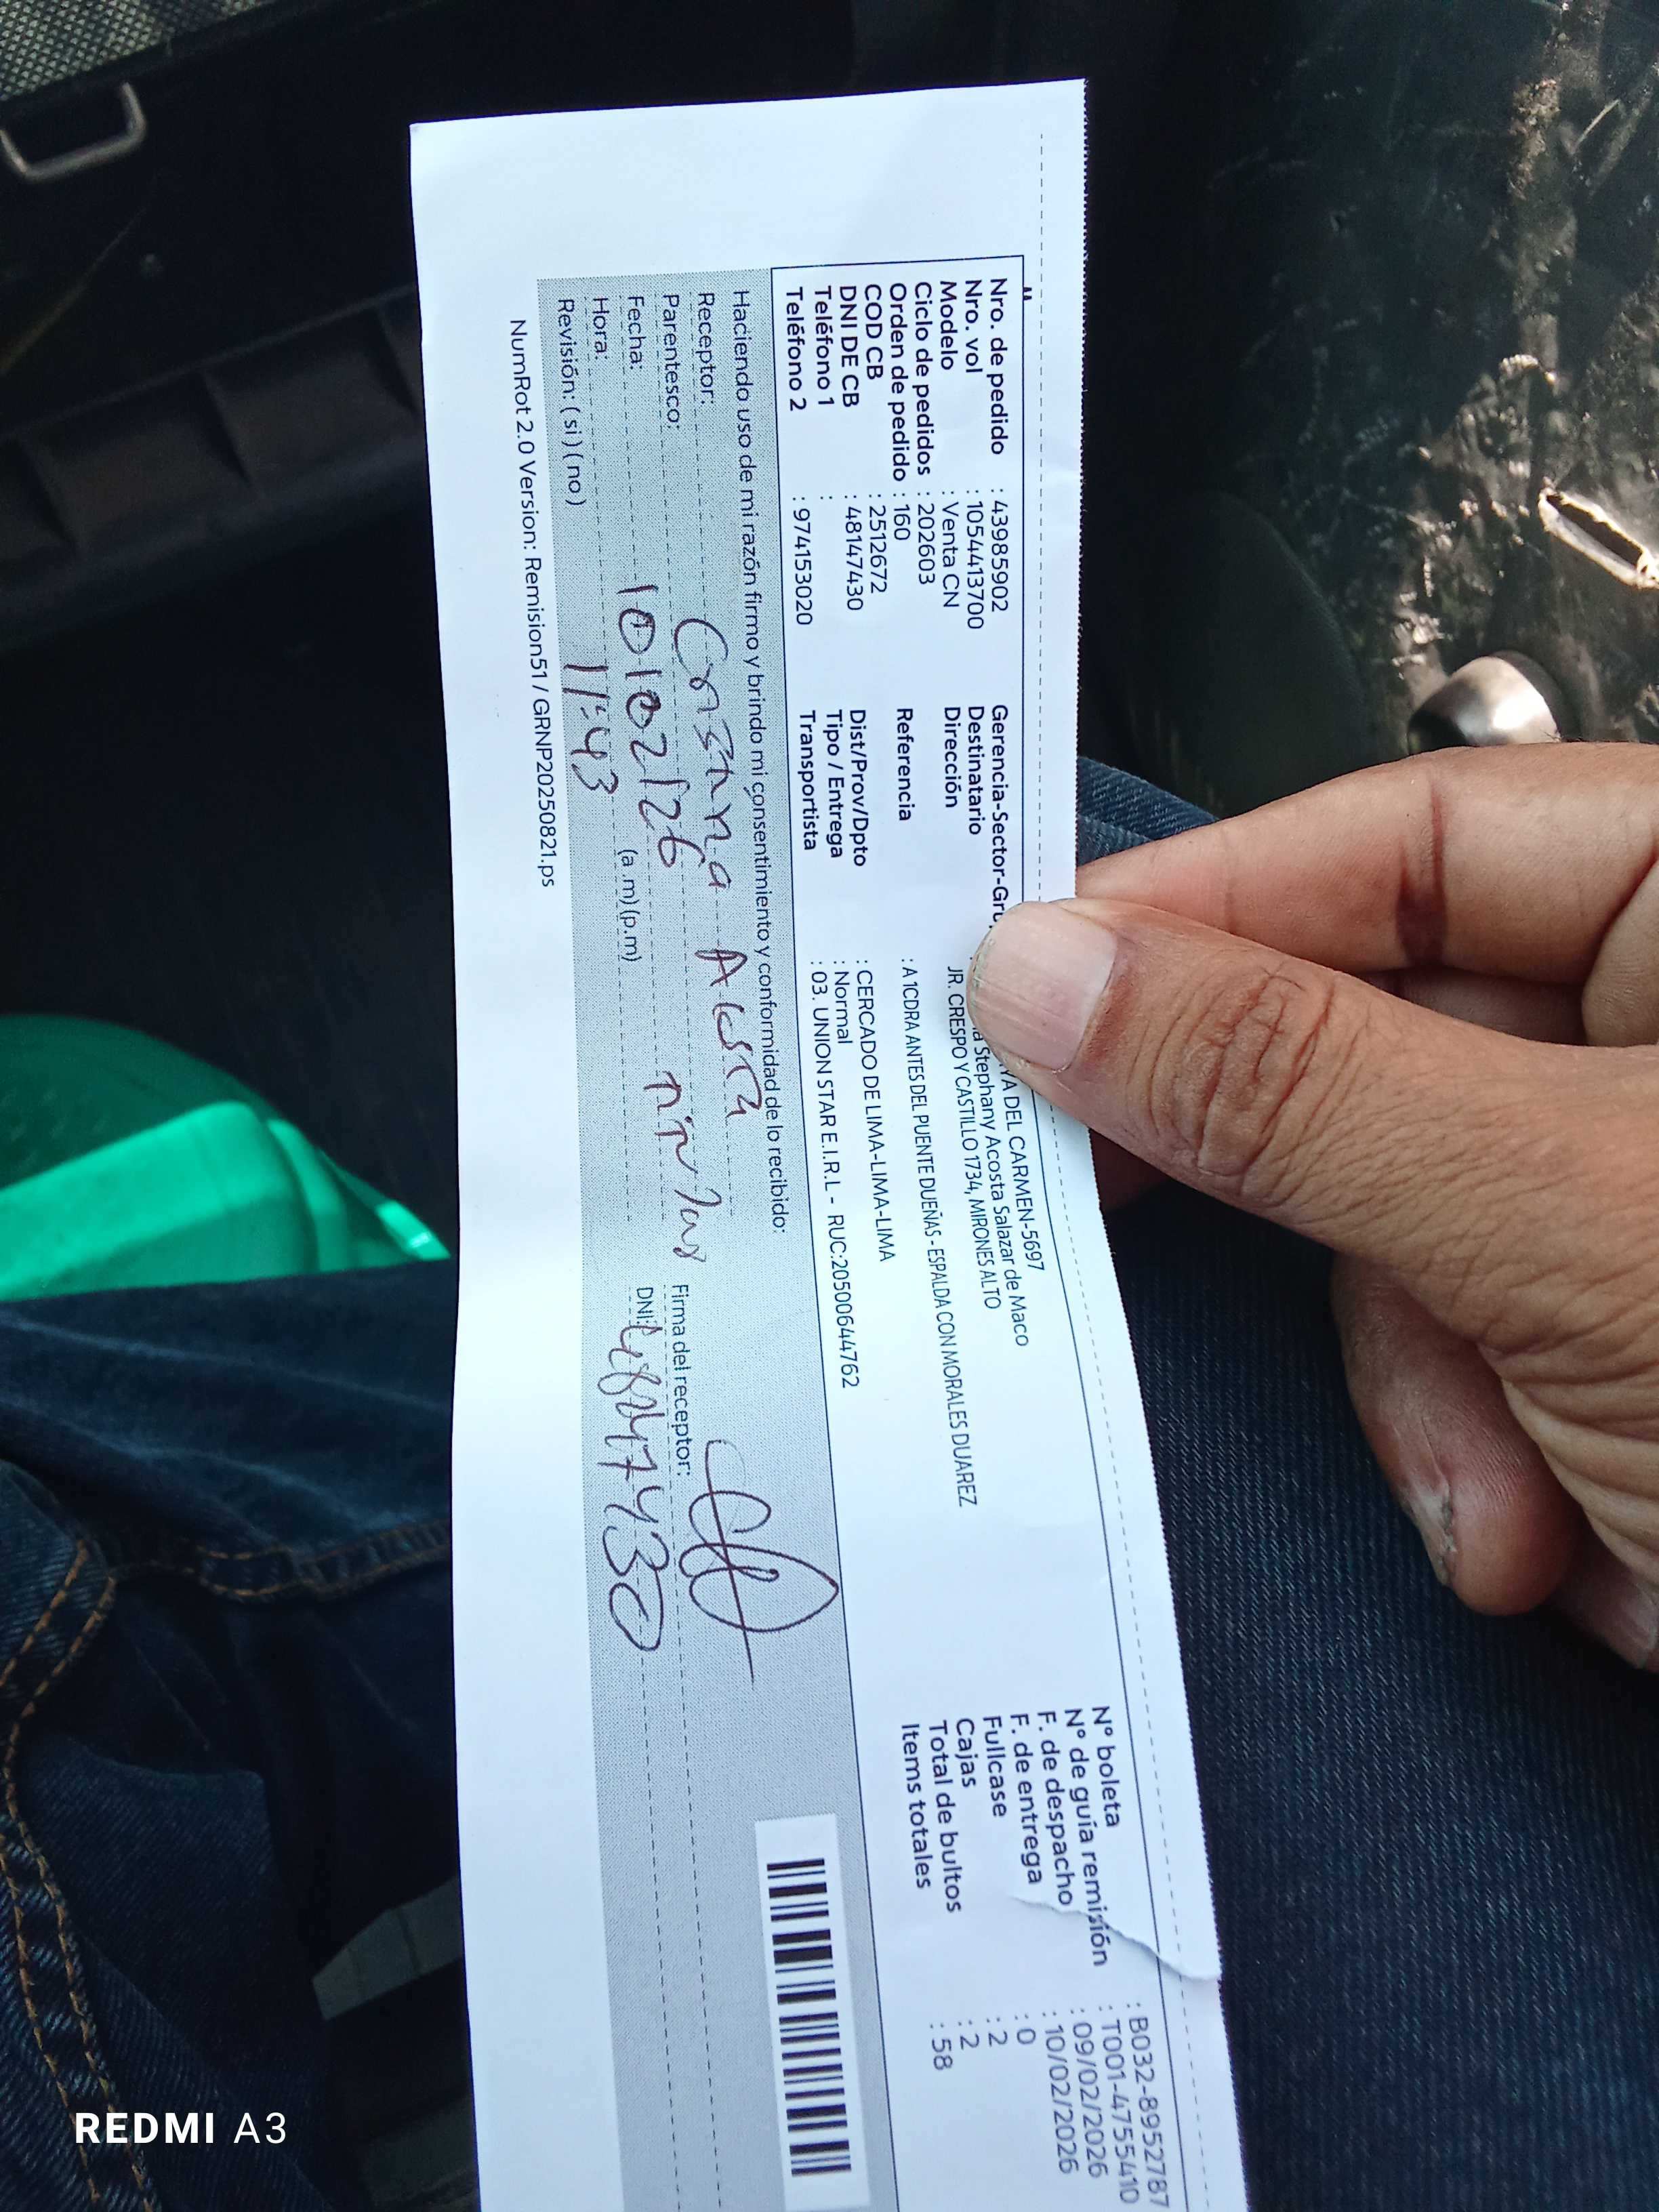 Nro. de pedido : 43985902
Nro. vol : 1054413700
Modelo : Venta CN
Ciclo de pedidos : 202603
Orden de pedido : 160
COD CB : 2512672
DNI DE CB : 48147430
Teléfono 1 :
Teléfono 2 : 974153020
Gerencia-Sector-Gru DEL CARMEN-5697
Destinatario Stephany Acosta Salazar de Maco
Dirección JR. CRESPO Y CASTILLO 1734, MIRONES ALTO
Referencia : A 1CDRA ANTES DEL PUENTE DUEÑAS - ESPALDA CON MORALES DUAREZ
Dist/Prov/Dpto : CERCADO DE LIMA-LIMA-LIMA
Tipo / Entrega : Normal
Transportista : 03. UNION STAR E.I.R.L - RUC:20500644762
Nº boleta : B032-8952787
Nº de guía remisión : T001-4755410
F. de despacho : 09/02/2026
F. de entrega : 10/02/2026
Fullcase : 0
Cajas : 2
Total de bultos : 2
Items totales : 58
Haciendo uso de mi razón firmo y brindo mi consentimiento y conformidad de lo recibido:
Receptor:
Parentesco:
Fecha: 10/02/26
Hora: 11:43 (a .m) (p.m)
Revisión: ( si ) ( no )
Firma del receptor:
DNI: 48147430
NumRot 2.0 Version: Remision51 / GRNP20250821.ps
REDMI A3